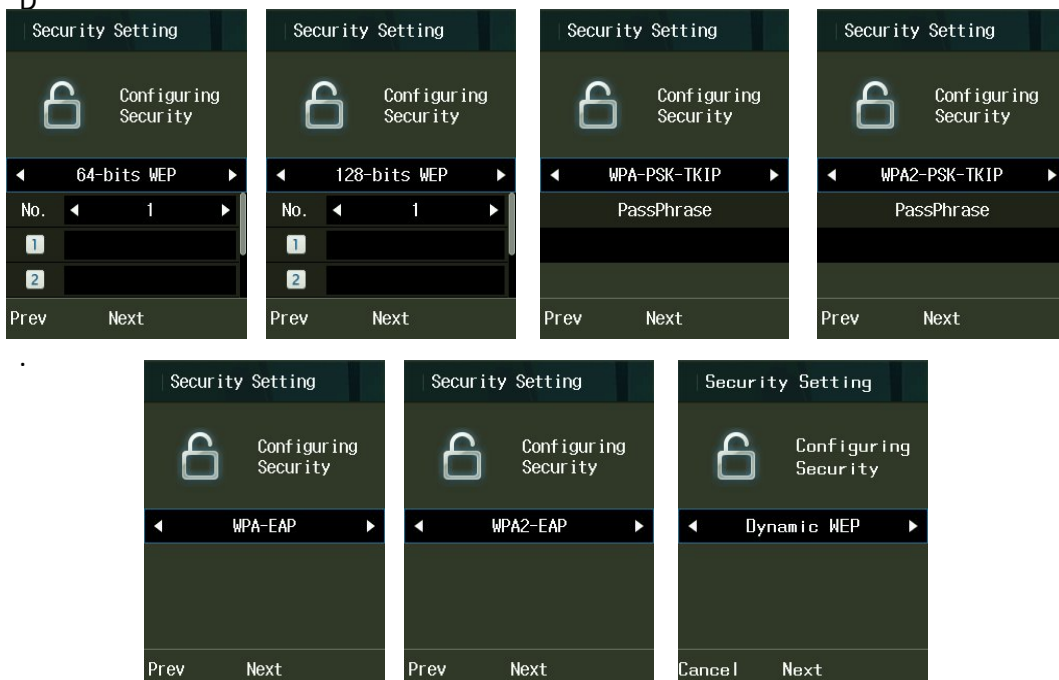 D
Security Setting
Configuring
Security
64-bits WEP
No. 1
1
2
Prev Next
Security Setting
Configuring
Security
128-bits WEP
No. 1
1
2
Prev Next
Security Setting
Configuring
Security
WPA-PSK-TKIP
PassPhrase
Prev Next
Security Setting
Configuring
Security
WPA2-PSK-TKIP
PassPhrase
Prev Next
.
Security Setting
Configuring
Security
WPA-EAP
Prev Next
Security Setting
Configuring
Security
WPA2-EAP
Prev Next
Security Setting
Configuring
Security
Dynamic WEP
Cancel Next